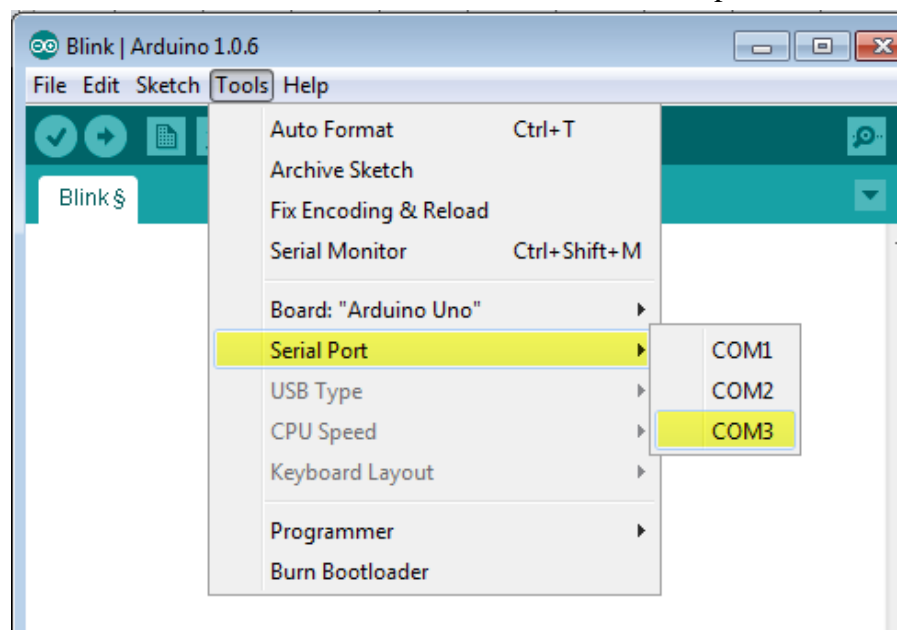 Blink | Arduino 1.0.6
File Edit Sketch Tools Help
Blink §
Auto Format Ctrl+T
Archive Sketch
Fix Encoding & Reload
Serial Monitor Ctrl+Shift+M
Board: "Arduino Uno"
Serial Port
USB Type
CPU Speed
Keyboard Layout
Programmer
Burn Bootloader
COM1
COM2
COM3